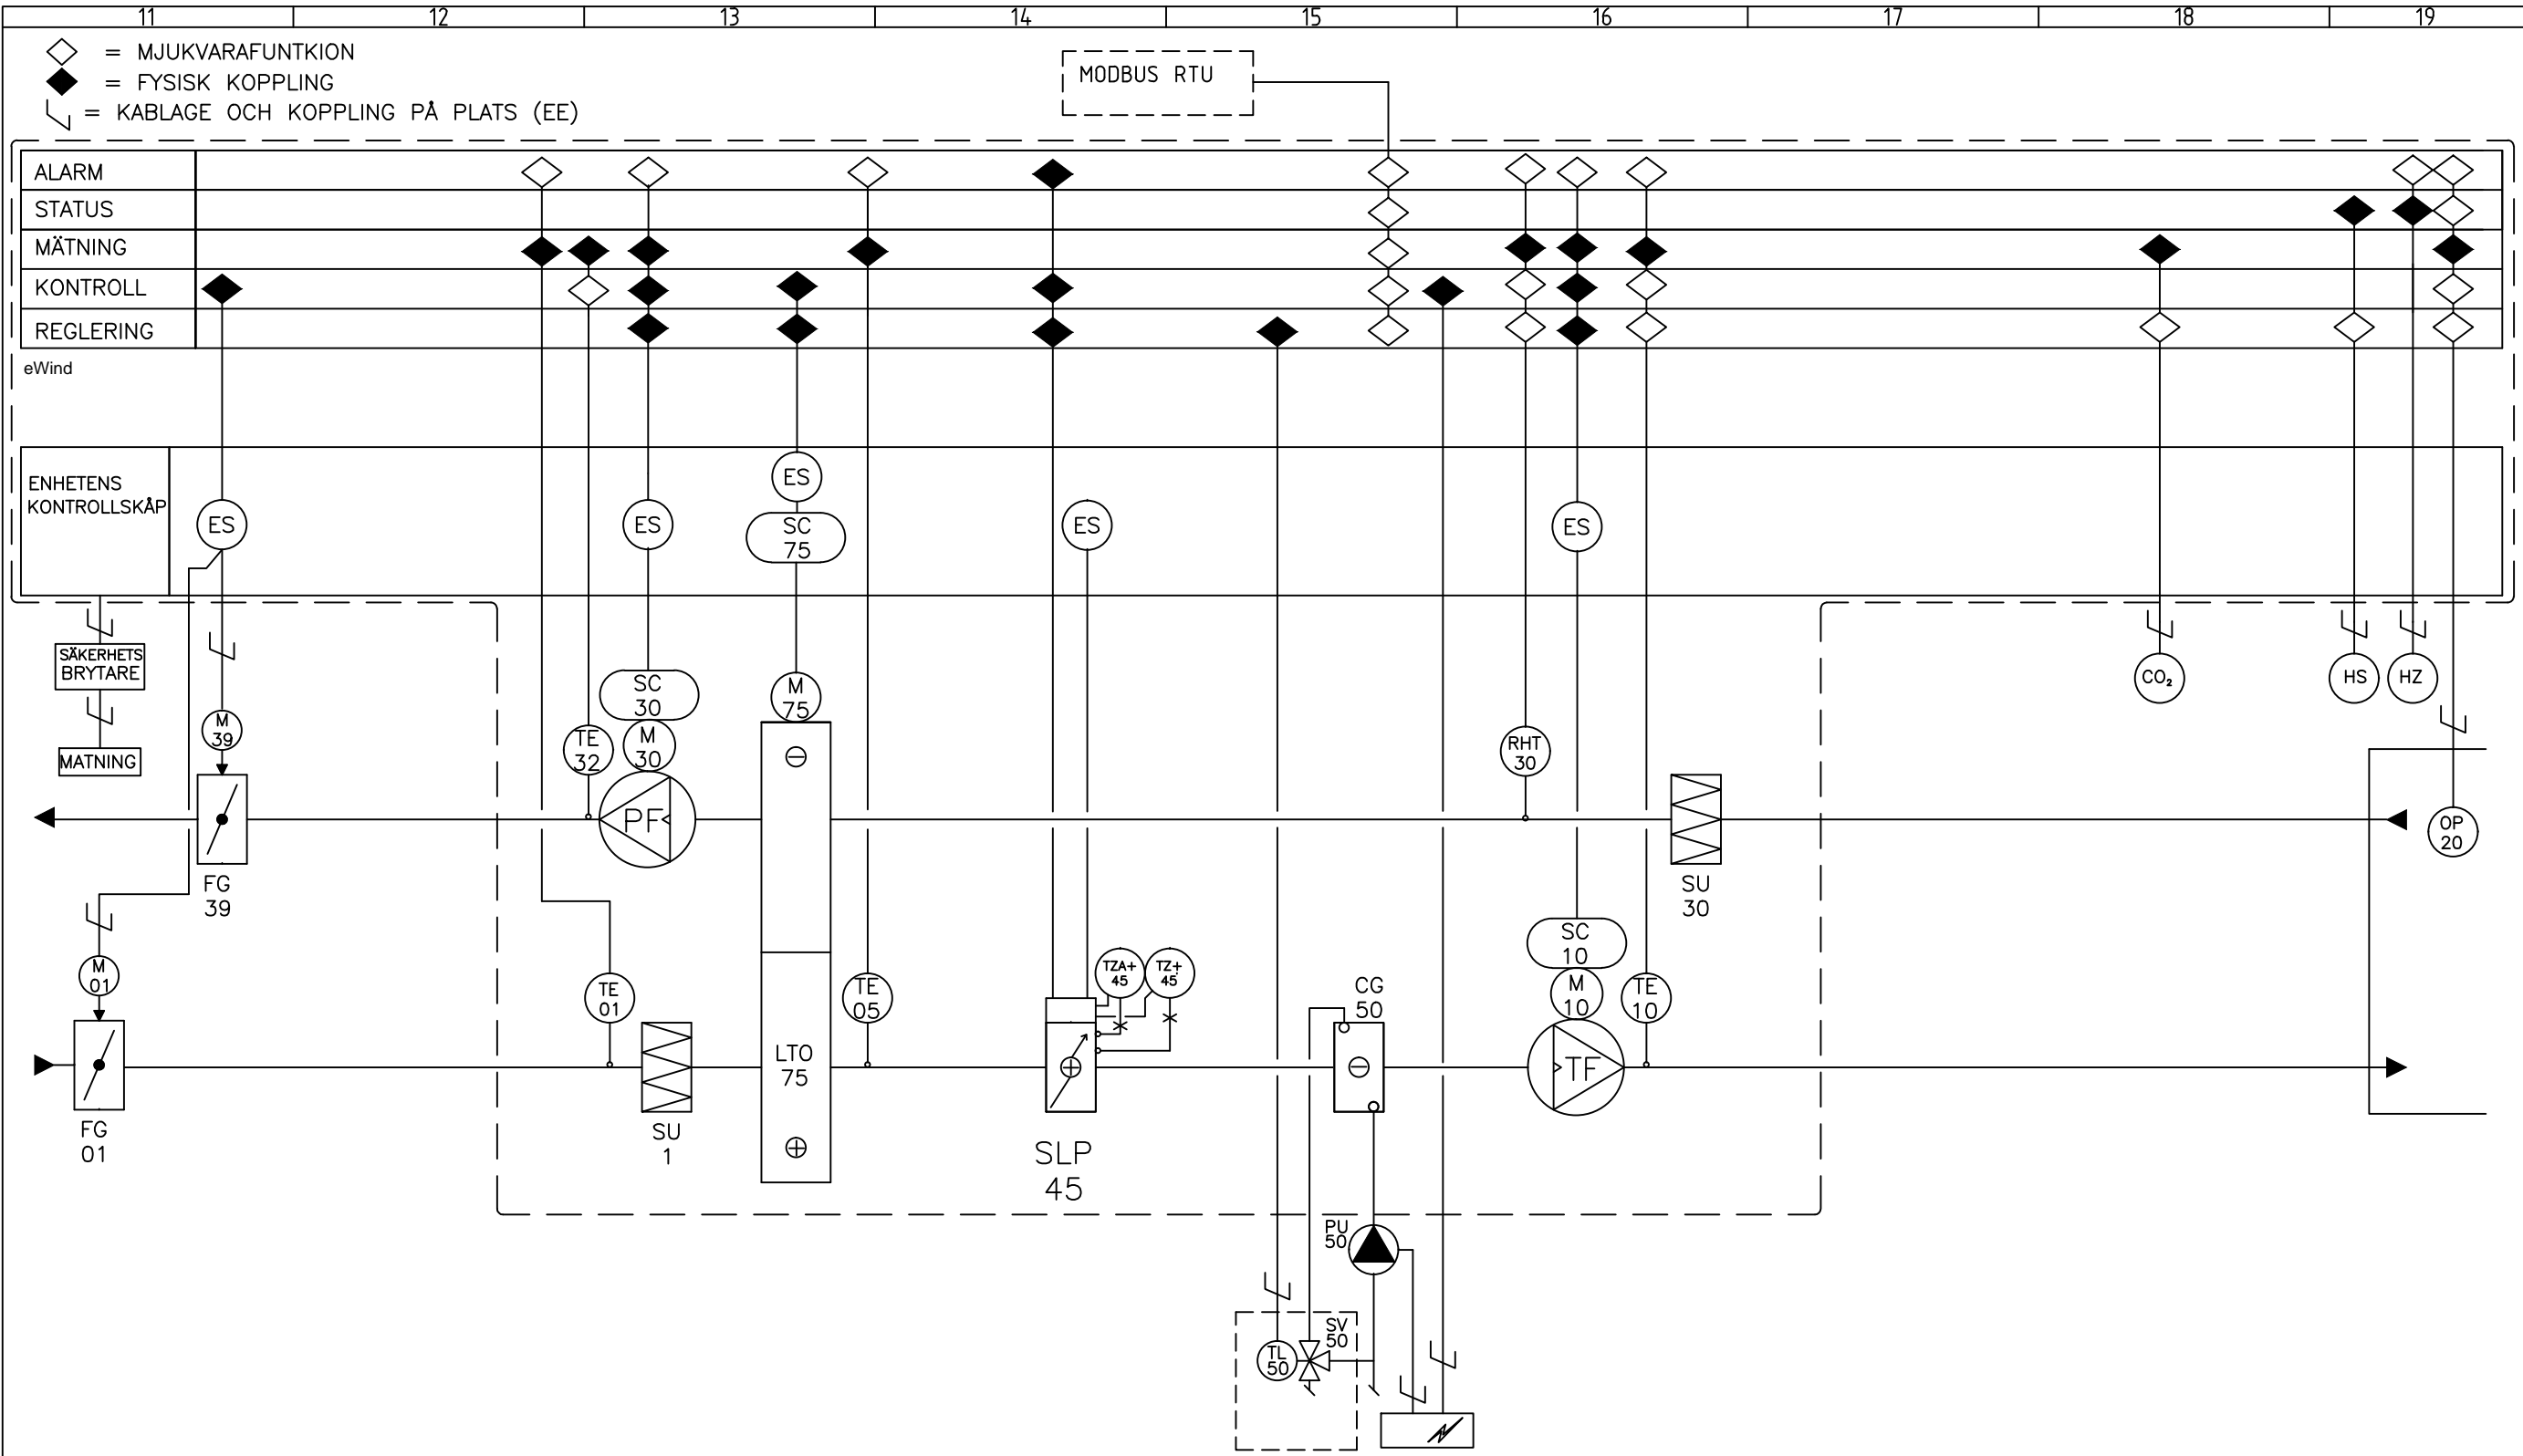 11 12 13 14 15 16 17 18 19
= MJUKVARAFUNTKION
= FYSISK KOPPLING
= KABLAGE OCH KOPPLING PÅ PLATS (EE)
MODBUS RTU
ALARM
STATUS
MÄTNING
KONTROLL
REGLERING
eWind
ENHETENS
KONTROLLSKÅP
ES
ES
ES
SC
75
ES
ES
SÄKERHETS
BRYTARE
MATNING
M
39
TE
32
SC
30
M
30
M
75
RHT
30
CO₂
HS
HZ
PF
OP
20
FG
39
SU
30
M
01
TE
01
TE
05
TZA+
45
TZ+
45
CG
50
SC
10
M
10
TE
10
LTO
75
TF
FG
01
SU
1
SLP
45
PU
50
SV
50
TL
50